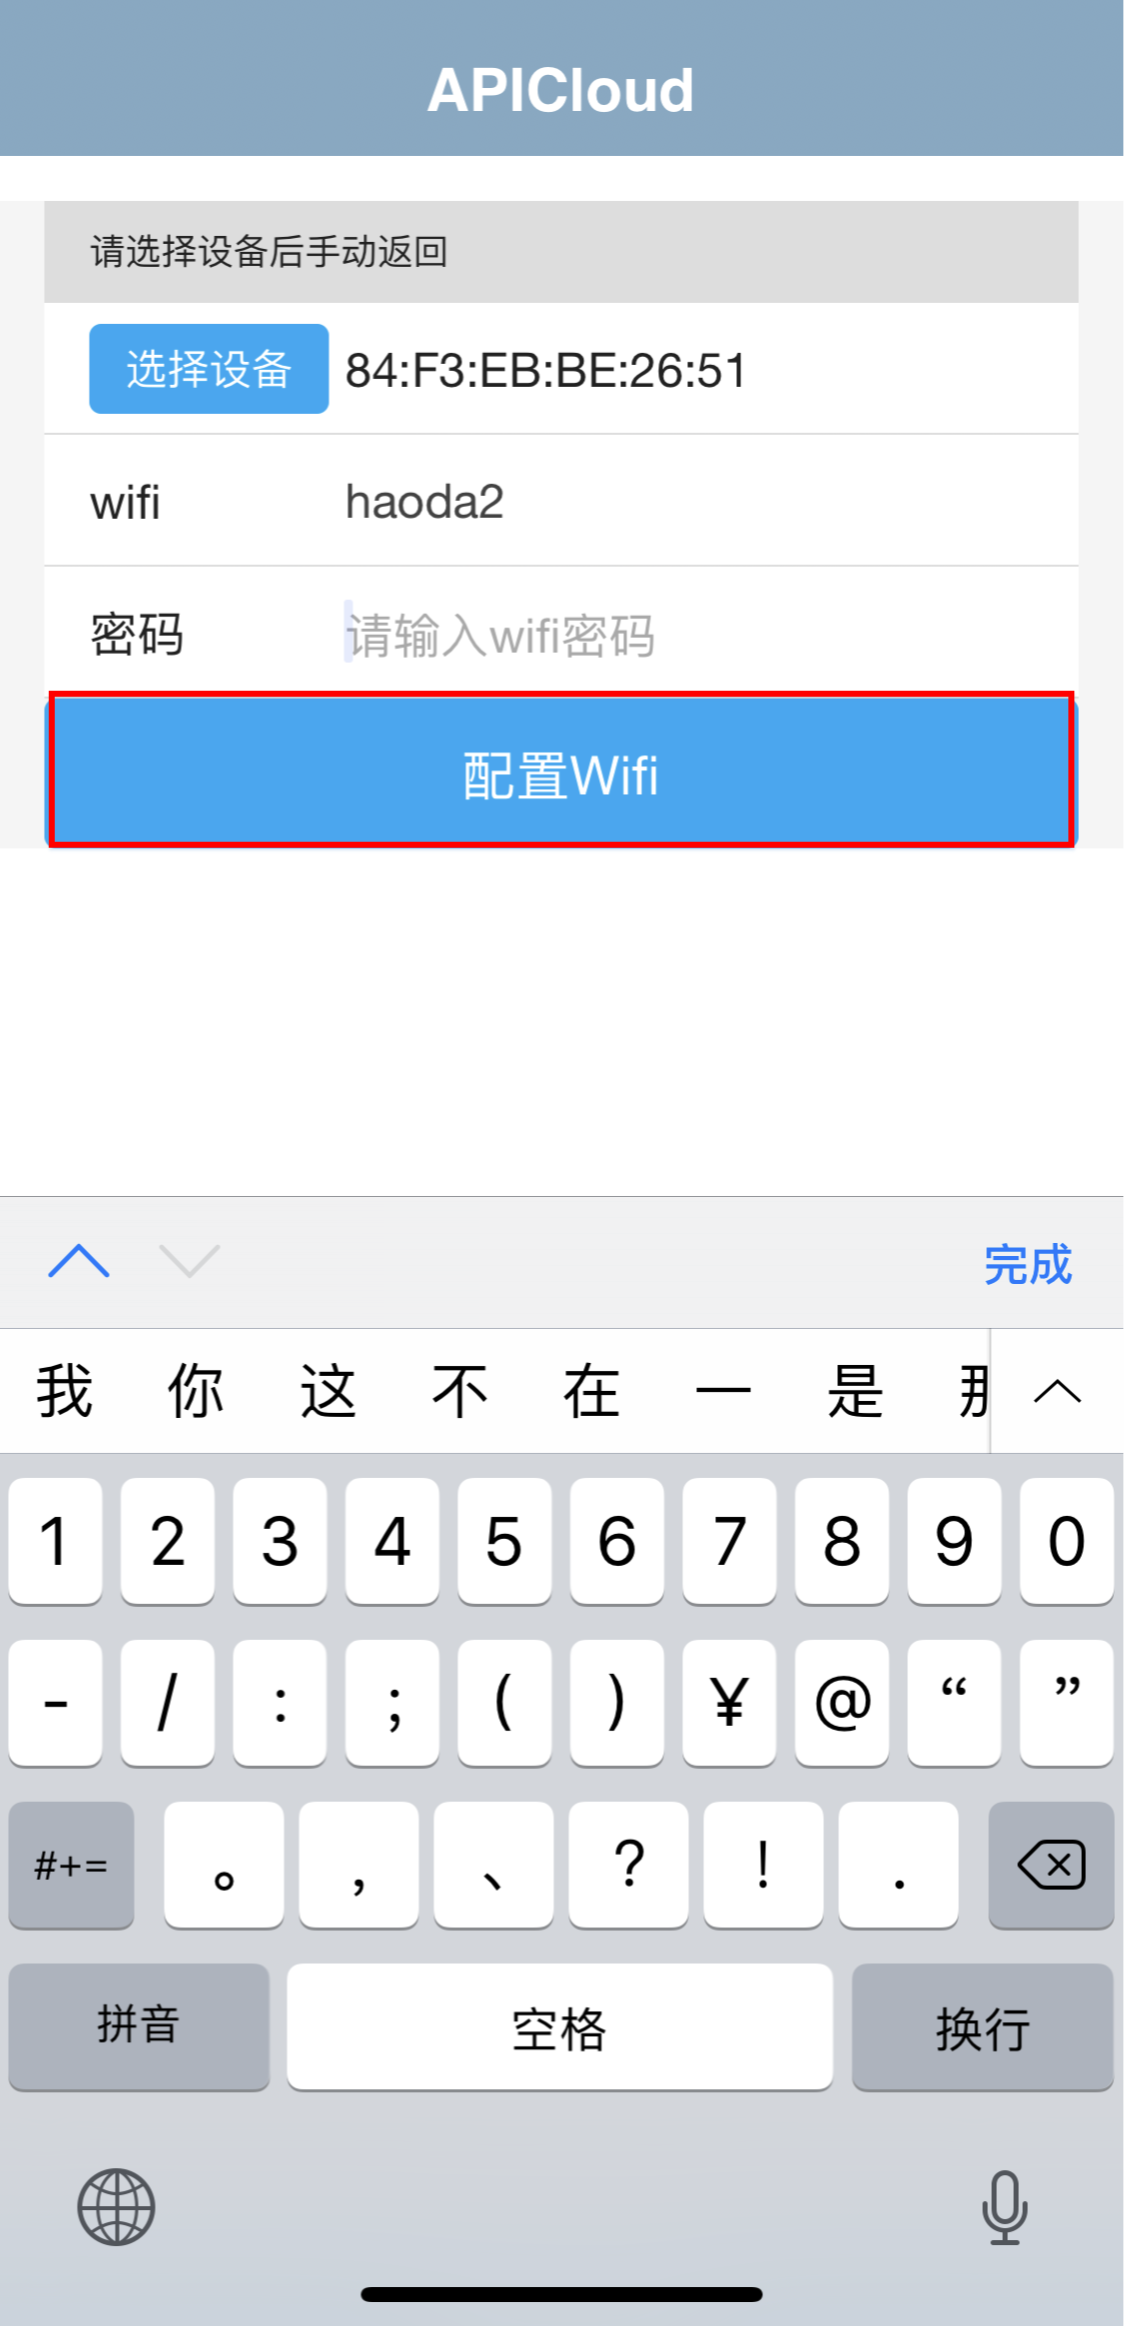 APICloud
请选择设备后手动返回
选择设备 84:F3:EB:BE:26:51
wifi haoda2
密码 请输入wifi密码
配置Wifi
完成
我 你 这 不 在 一 是
1 2 3 4 5 6 7 8 9 0
- / : ; ( ) ¥ @ “ ”
#+= 。 , 、 ? ! .
拼音 空格 换行